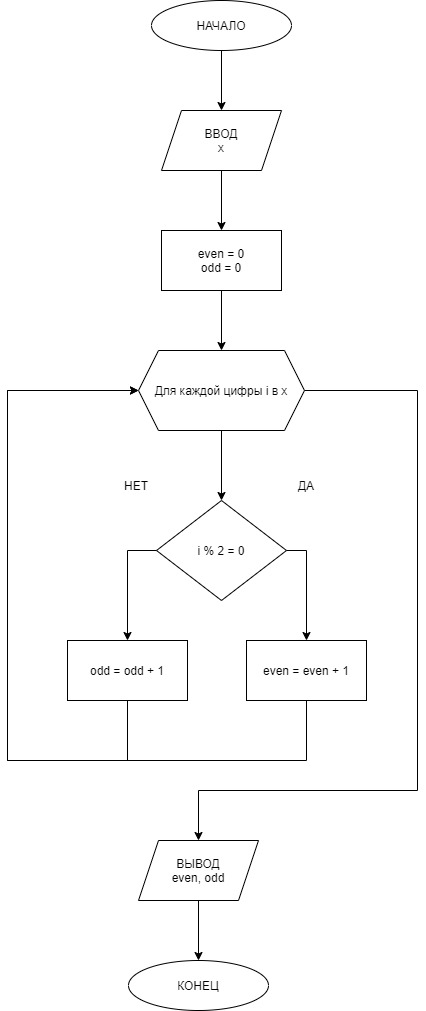 НАЧАЛО
ВВОД
x
even = 0
odd = 0
Для каждой цифры i в x
НЕТ
ДА
i % 2 = 0
odd = odd + 1
even = even + 1
ВЫВОД
even, odd
КОНЕЦ